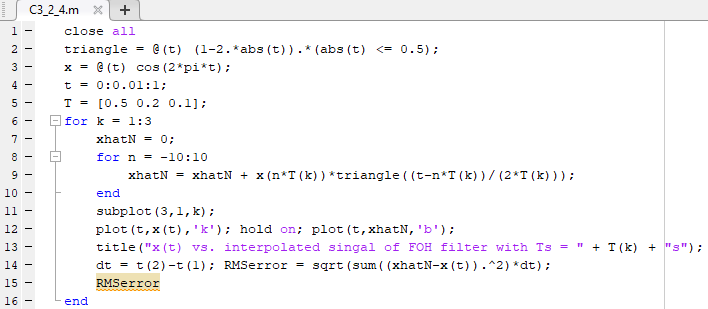 C3_2_4.m × +
1 − close all
2 − triangle = @(t) (1-2.*abs(t)).*(abs(t) <= 0.5);
3 − x = @(t) cos(2*pi*t);
4 − t = 0:0.01:1;
5 − T = [0.5 0.2 0.1];
6 − for k = 1:3
7 − xhatN = 0;
8 − for n = -10:10
9 − xhatN = xhatN + x(n*T(k))*triangle((t-n*T(k))/(2*T(k)));
10 − end
11 − subplot(3,1,k);
12 − plot(t,x(t),'k'); hold on; plot(t,xhatN,'b');
13 − title("x(t) vs. interpolated singal of FOH filter with Ts = " + T(k) + "s");
14 − dt = t(2)-t(1); RMSerror = sqrt(sum((xhatN-x(t)).^2)*dt);
15 − RMSerror
16 − end